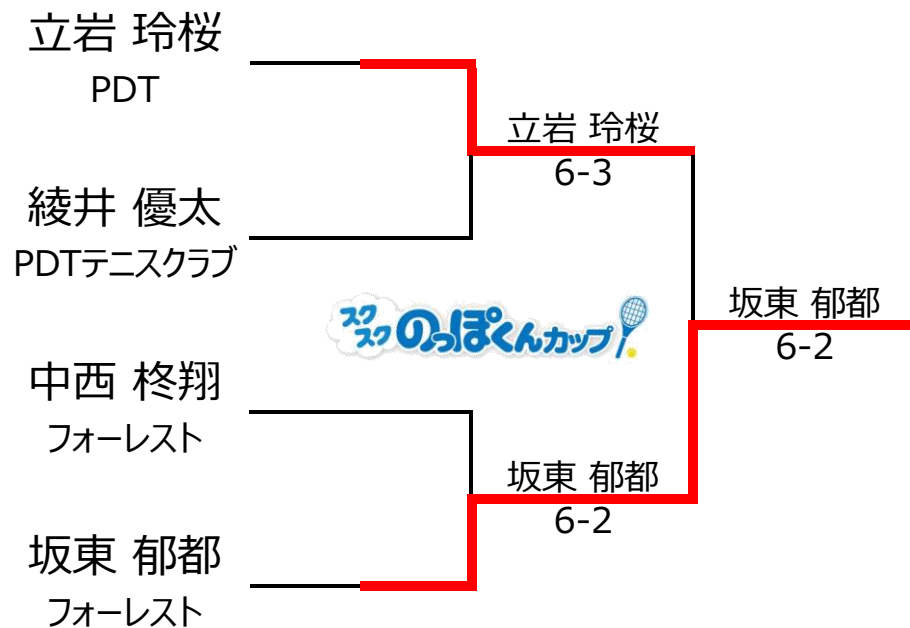 立岩 玲桜
PDT
立岩 玲桜
6-3
綾井 優太
PDTテニスクラブ
スク
スク のっぽくんカップ
坂東 郁都
6-2
中西 柊翔
フォーレスト
坂東 郁都
6-2
坂東 郁都
フォーレスト